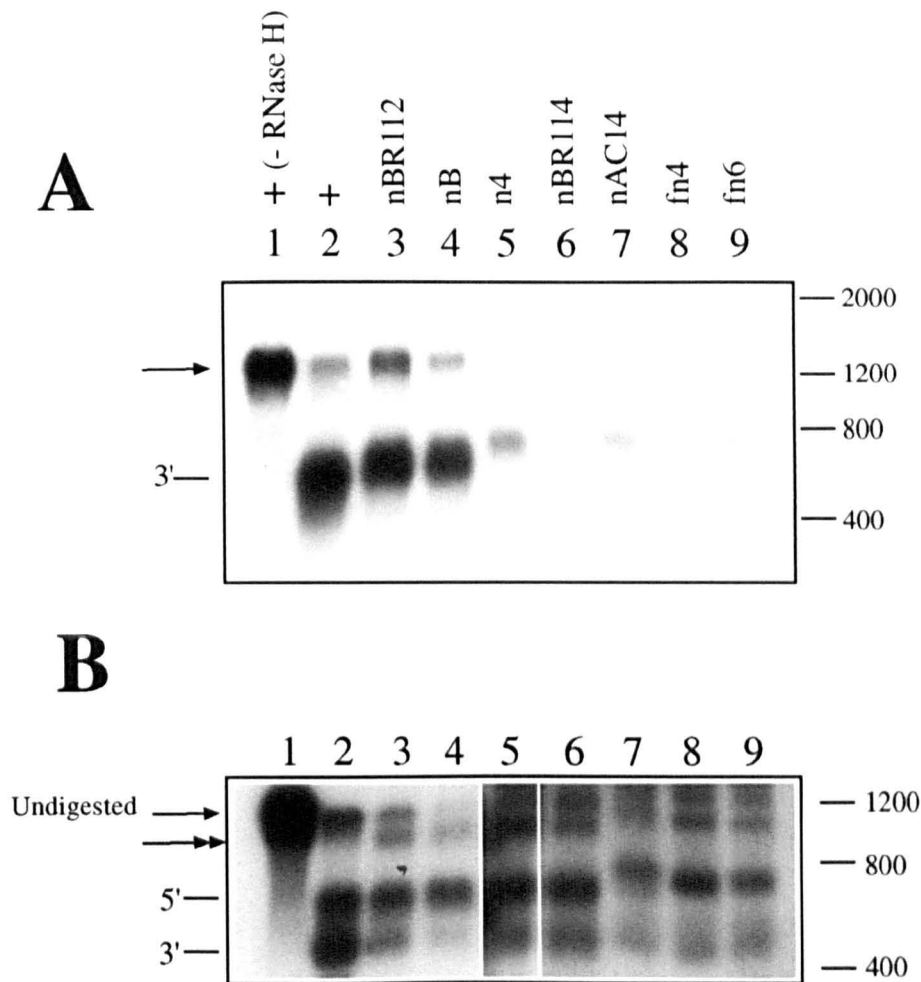 A
+ (- RNase H)
+
nBR112
nB
n4
nBR114
nAC14
fn4
fn6
1 2 3 4 5 6 7 8 9
2000
1200
800
3'
400
B
1 2 3 4 5 6 7 8 9
Undigested
1200
800
5'
3'
400